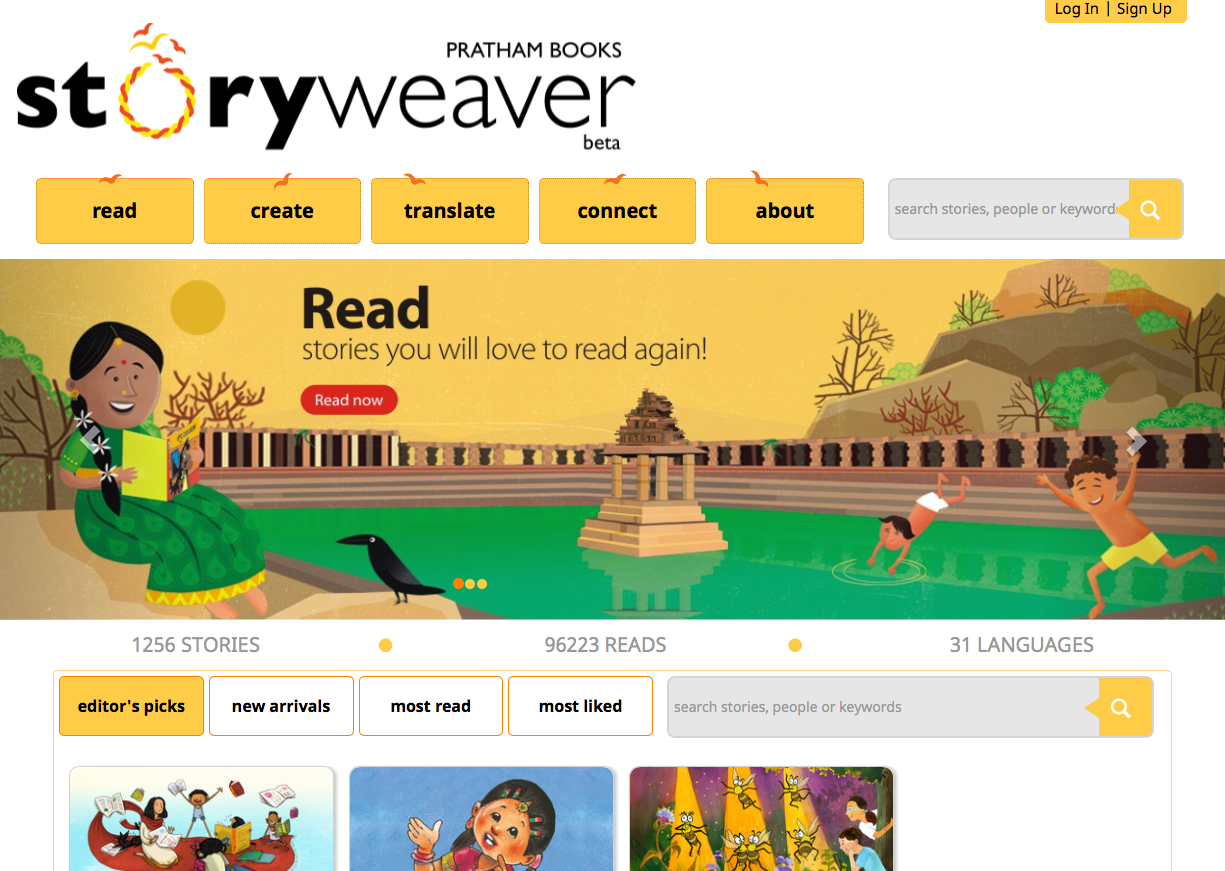 Log In | Sign Up
PRATHAM BOOKS
storyweaver
beta
read
create
translate
connect
about
search stories, people or keyword
Read
stories you will love to read again!
Read now
1256 STORIES
96223 READS
31 LANGUAGES
editor's picks
new arrivals
most read
most liked
search stories, people or keywords